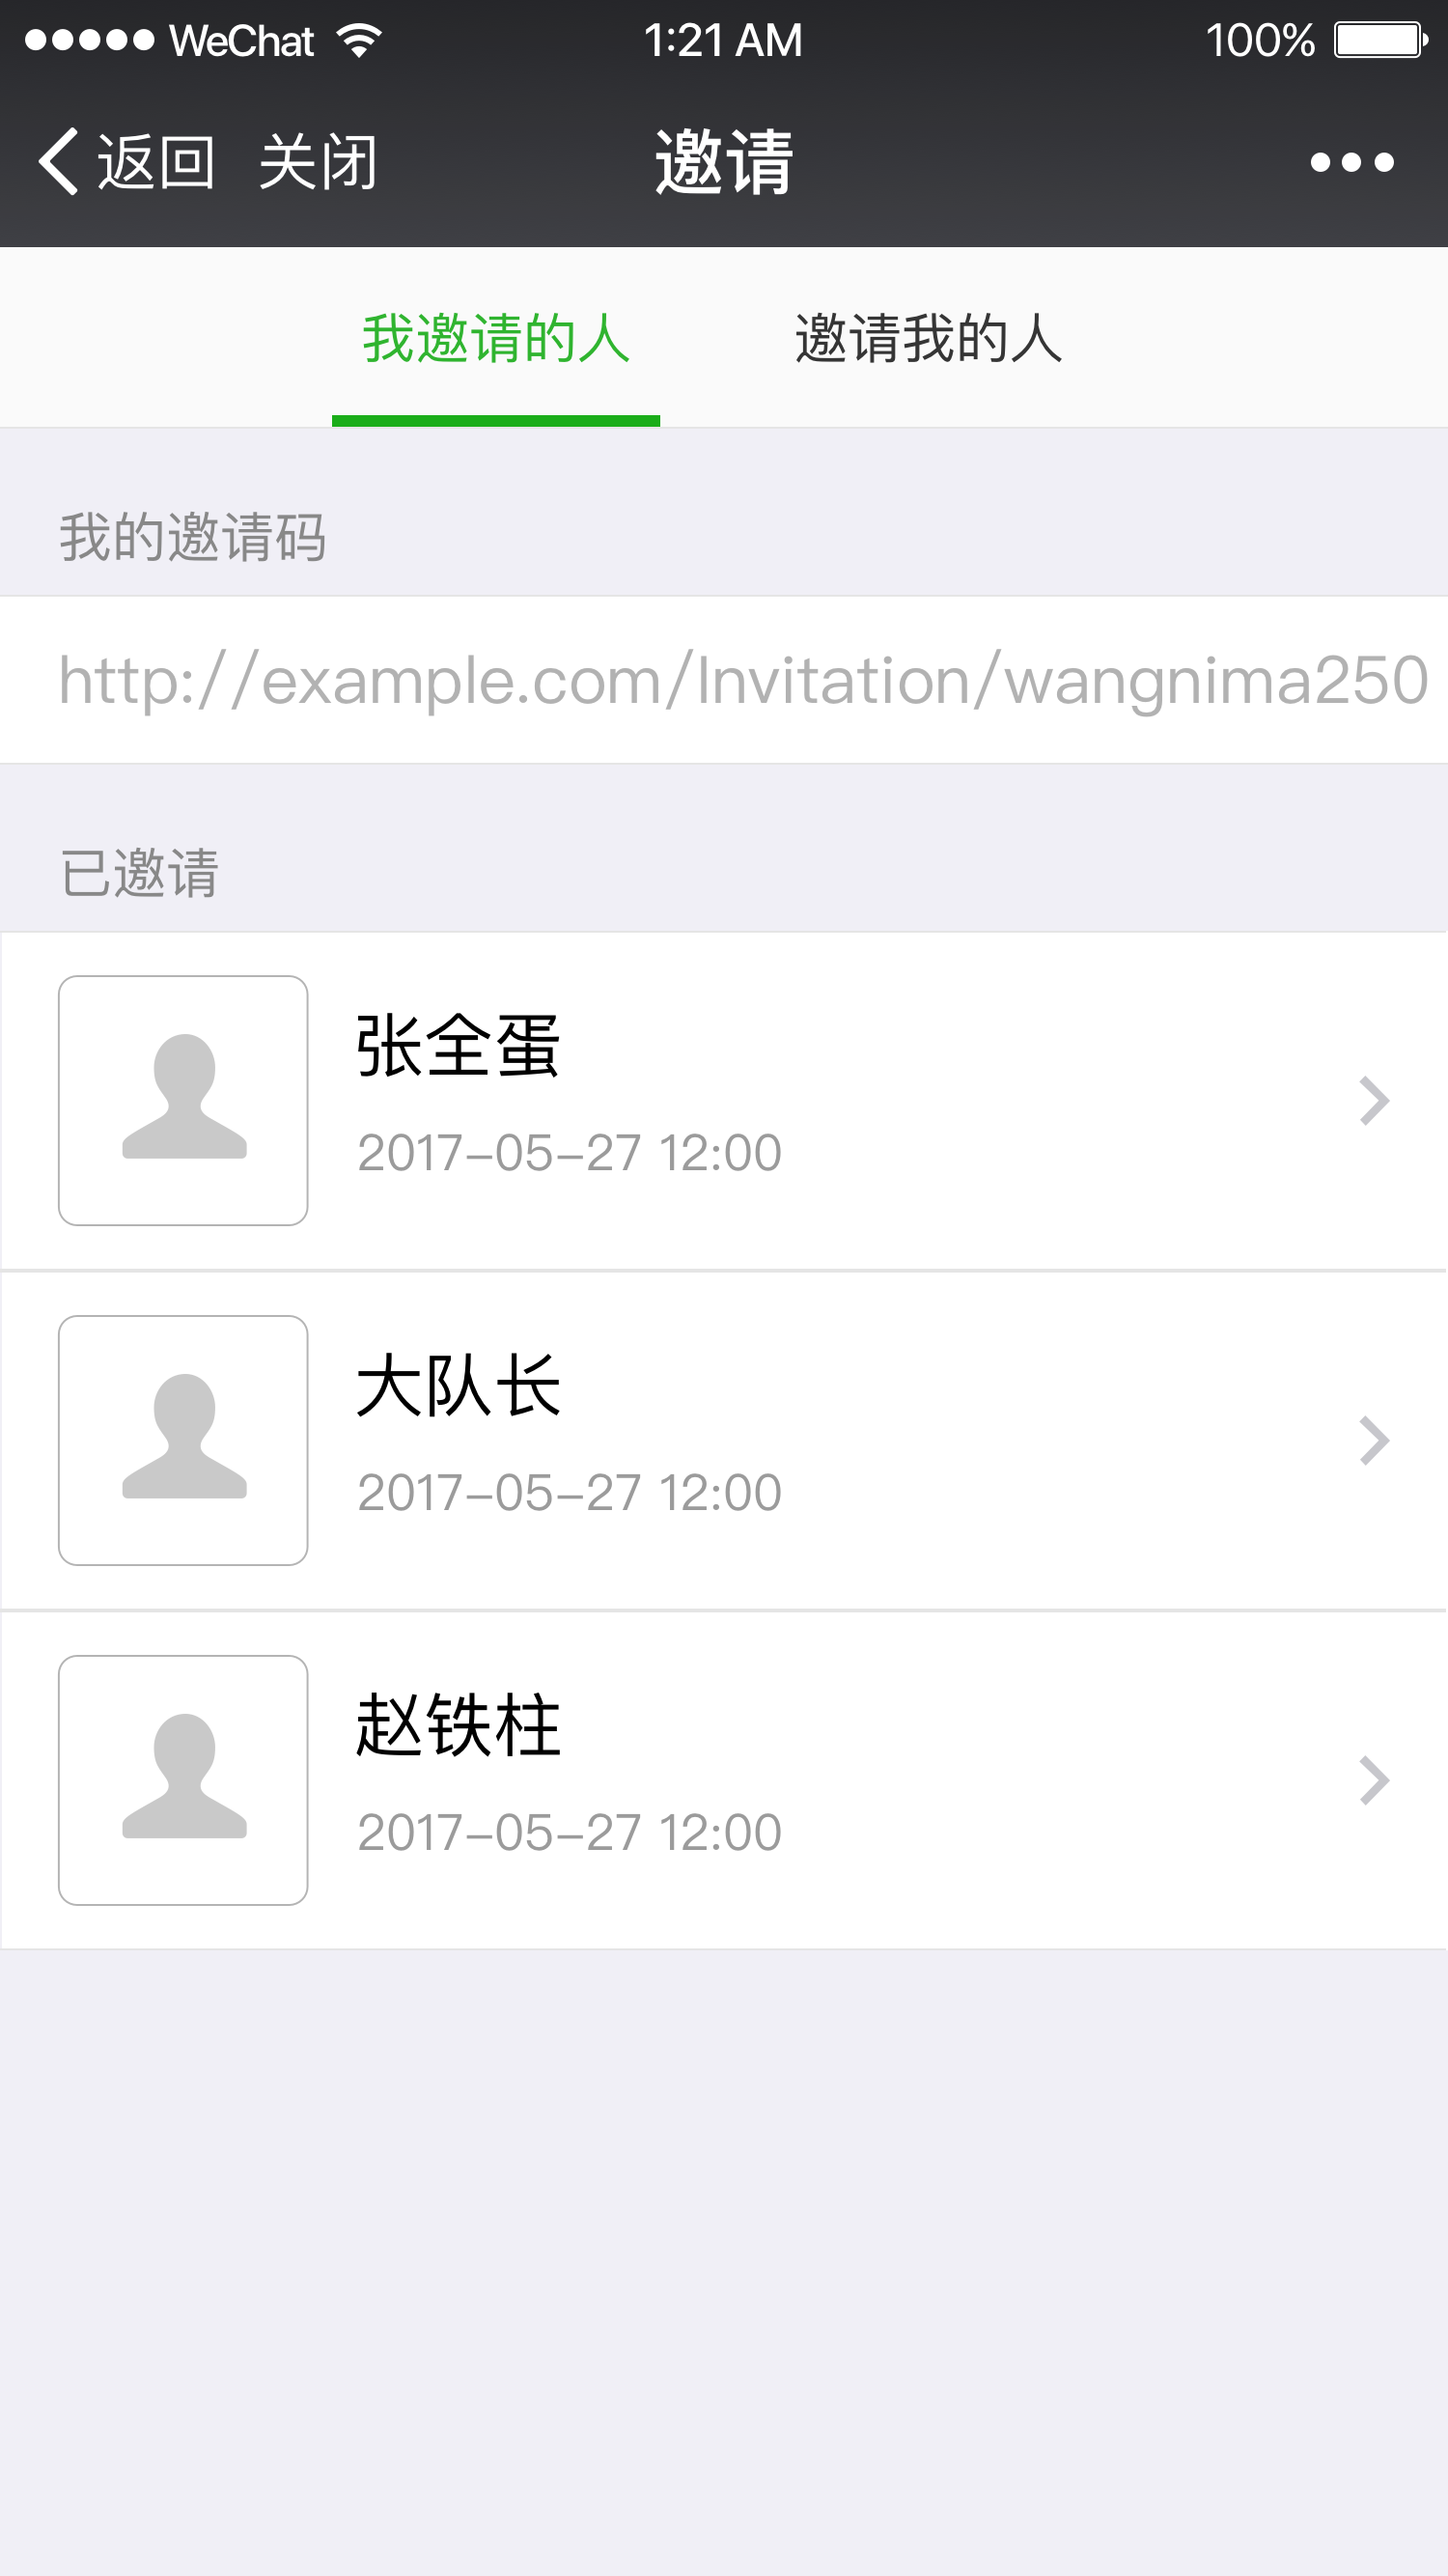 WeChat 1:21 AM 100%
返回 关闭 邀请
我邀请的人 邀请我的人
我的邀请码
http://example.com/Invitation/wangnima250
已邀请
张全蛋
2017-05-27 12:00
大队长
2017-05-27 12:00
赵铁柱
2017-05-27 12:00